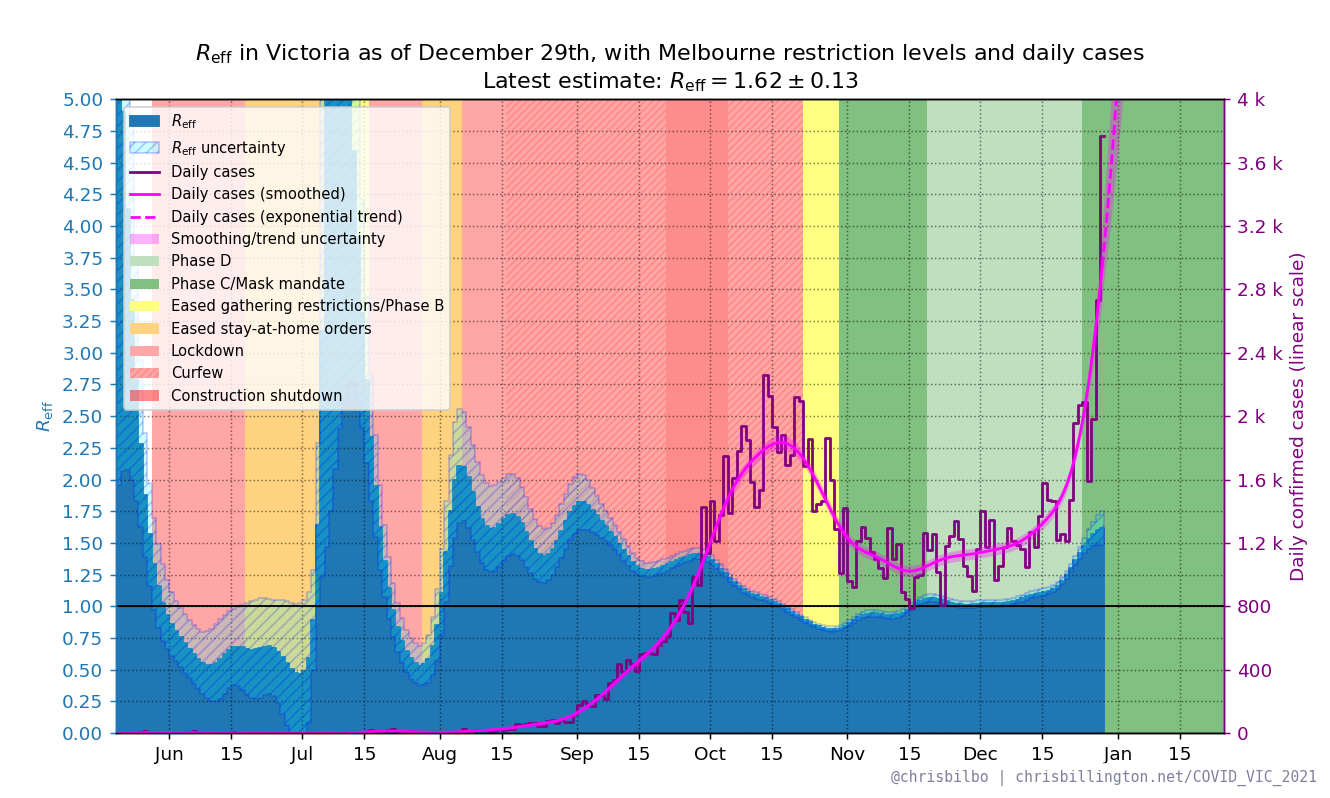 R_eff in Victoria as of December 29th, with Melbourne restriction levels and daily cases
Latest estimate: R_eff = 1.62 ± 0.13
R_eff
R_eff uncertainty
Daily cases
Daily cases (smoothed)
Daily cases (exponential trend)
Smoothing/trend uncertainty
Phase D
Phase C/Mask mandate
Eased gathering restrictions/Phase B
Eased stay-at-home orders
Lockdown
Curfew
Construction shutdown
R_eff
5.00
4.75
4.50
4.25
4.00
3.75
3.50
3.25
3.00
2.75
2.50
2.25
2.00
1.75
1.50
1.25
1.00
0.75
0.50
0.25
0.00
4 k
3.6 k
3.2 k
2.8 k
2.4 k
2 k
1.6 k
1.2 k
800
400
0
Daily confirmed cases (linear scale)
Jun 15 Jul 15 Aug 15 Sep 15 Oct 15 Nov 15 Dec 15 Jan 15
@chrisbilbo | chrisbillington.net/COVID_VIC_2021